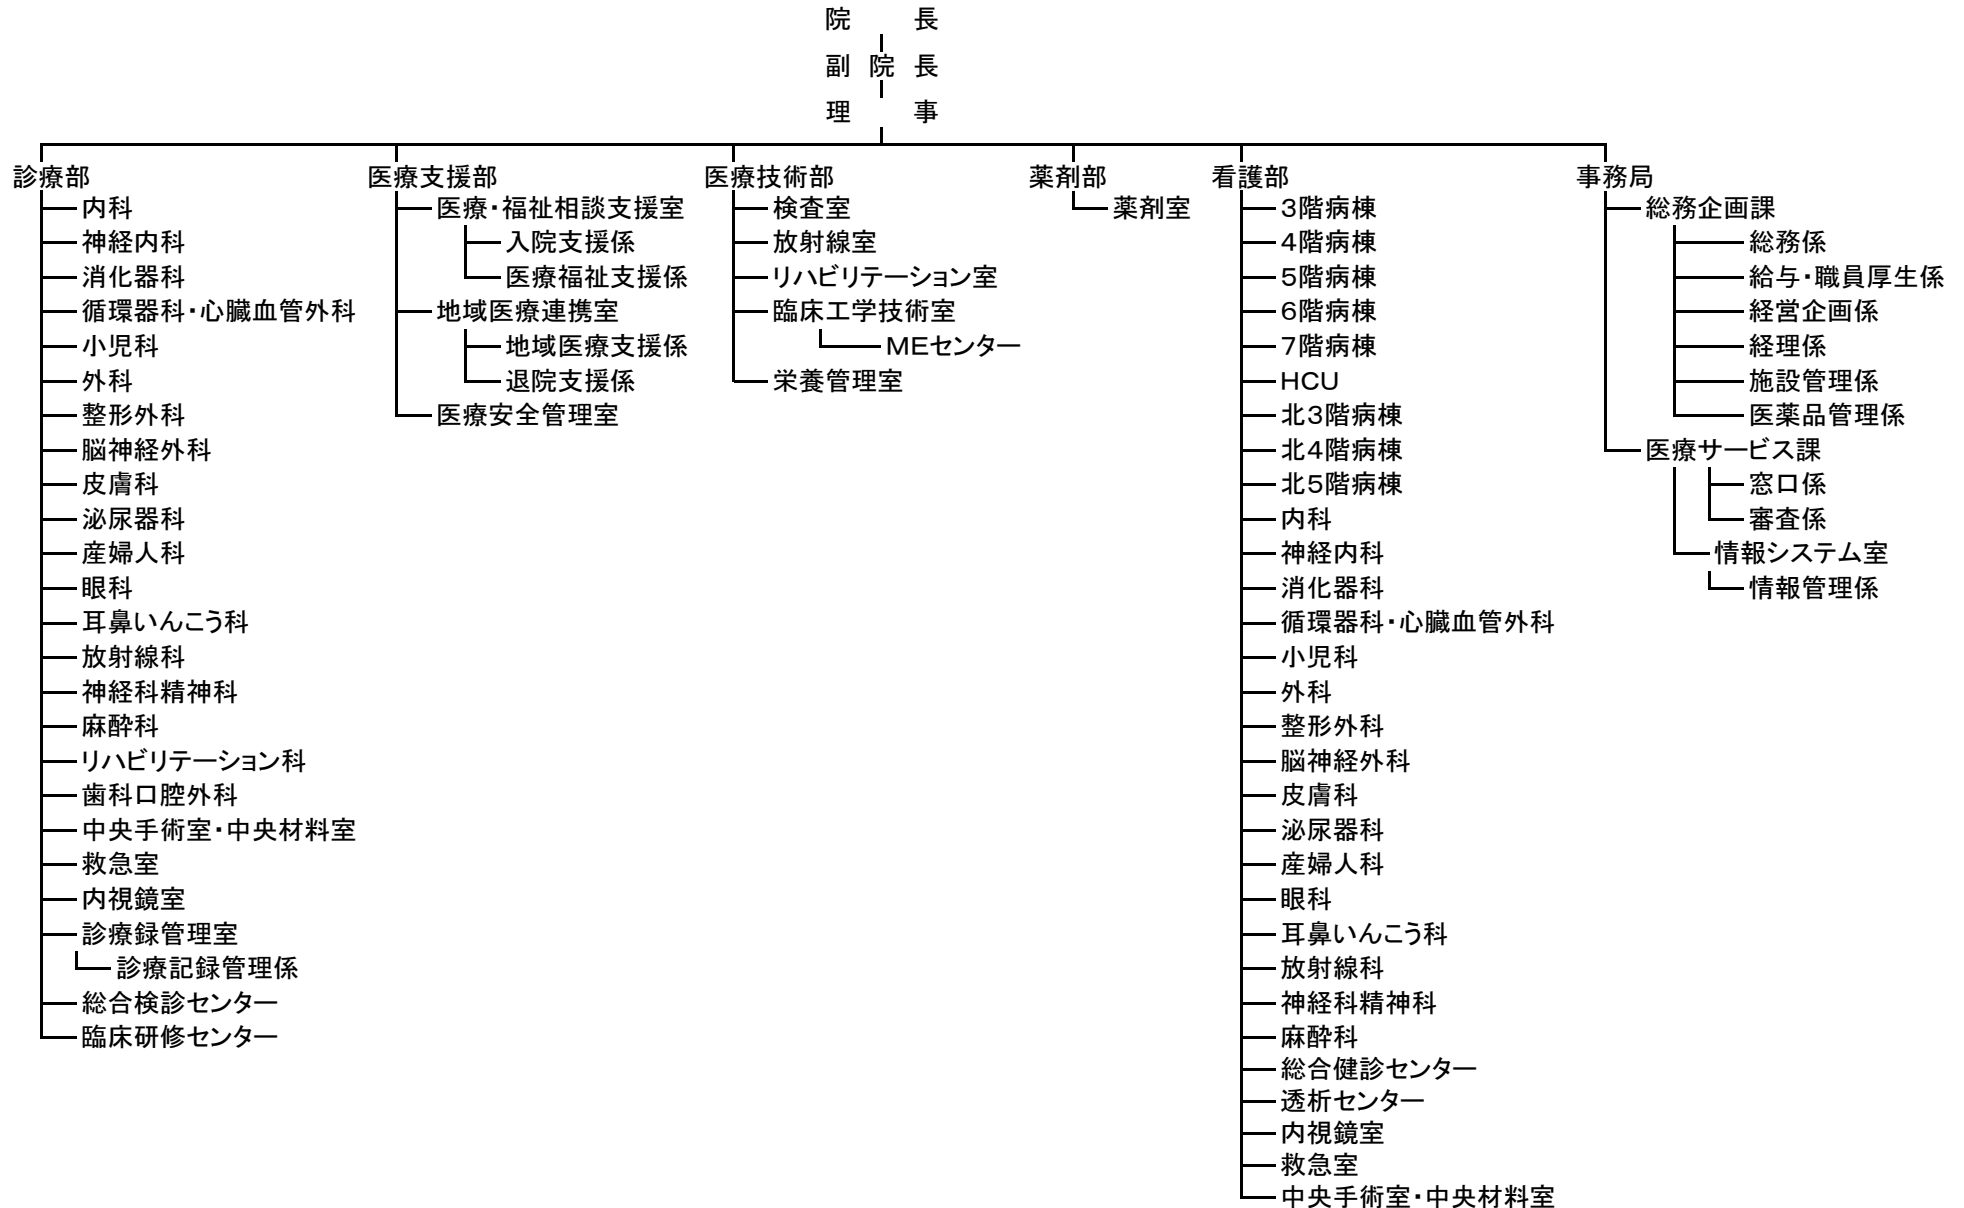 院長
副院長
理事
診療部
内科
神経内科
消化器科
循環器科・心臓血管外科
小児科
外科
整形外科
脳神経外科
皮膚科
泌尿器科
産婦人科
眼科
耳鼻いんこう科
放射線科
神経科精神科
麻酔科
リハビリテーション科
歯科口腔外科
中央手術室・中央材料室
救急室
内視鏡室
診療録管理室
診療記録管理係
総合検診センター
臨床研修センター
医療支援部
医療・福祉相談支援室
入院支援係
医療福祉支援係
地域医療連携室
地域医療支援係
退院支援係
医療安全管理室
医療技術部
検査室
放射線室
リハビリテーション室
臨床工学技術室
MEセンター
栄養管理室
薬剤部
薬剤室
看護部
3階病棟
4階病棟
5階病棟
6階病棟
7階病棟
HCU
北3階病棟
北4階病棟
北5階病棟
内科
神経内科
消化器科
循環器科・心臓血管外科
小児科
外科
整形外科
脳神経外科
皮膚科
泌尿器科
産婦人科
眼科
耳鼻いんこう科
放射線科
神経科精神科
麻酔科
総合健診センター
透析センター
内視鏡室
救急室
中央手術室・中央材料室
事務局
総務企画課
総務係
給与・職員厚生係
経営企画係
経理係
施設管理係
医薬品管理係
医療サービス課
窓口係
審査係
情報システム室
情報管理係